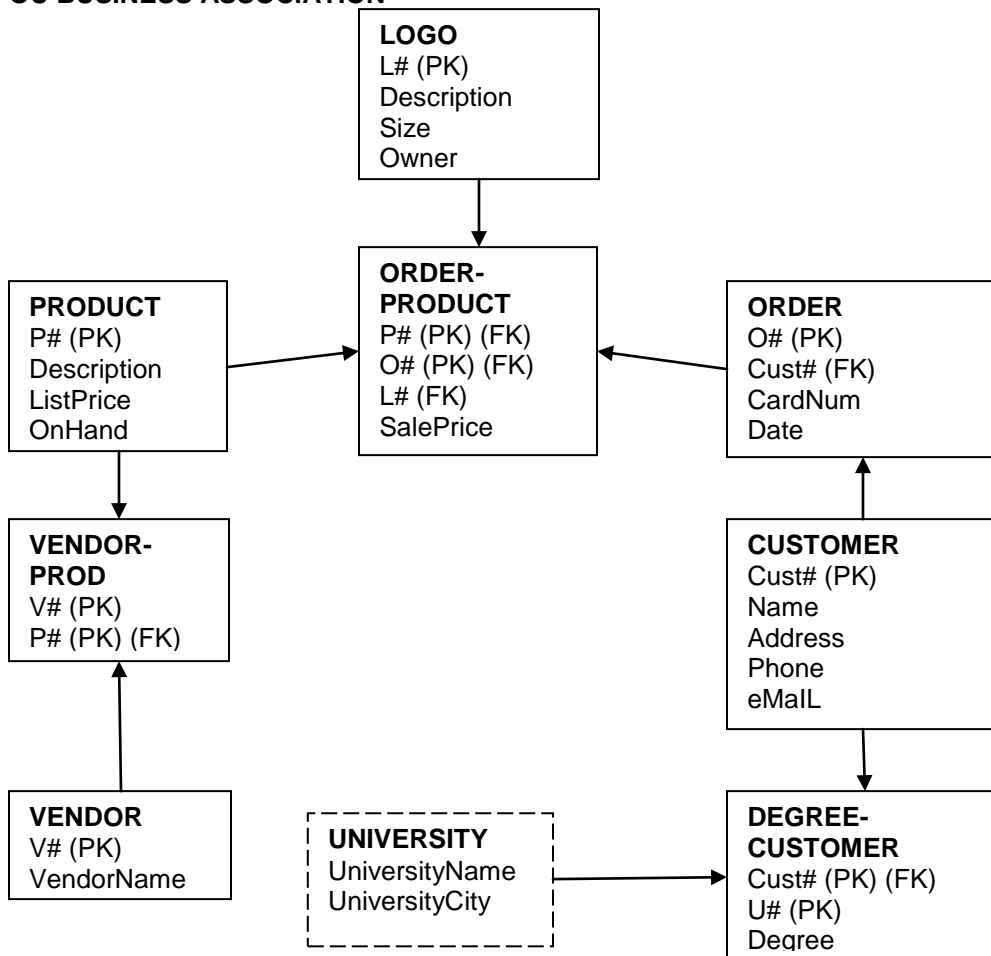 LOGO
L# (PK)
Description
Size
Owner
ORDER-
PRODUCT
P# (PK) (FK)
O# (PK) (FK)
L# (FK)
SalePrice
PRODUCT
P# (PK)
Description
ListPrice
OnHand
ORDER
O# (PK)
Cust# (FK)
CardNum
Date
VENDOR-
PROD
V# (PK)
P# (PK) (FK)
CUSTOMER
Cust# (PK)
Name
Address
Phone
eMaIL
VENDOR
V# (PK)
VendorName
UNIVERSITY
UniversityName
UniversityCity
DEGREE-
CUSTOMER
Cust# (PK) (FK)
U# (PK)
Degree